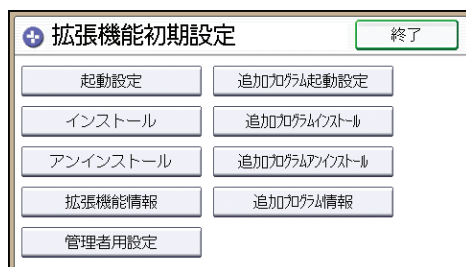 拡張機能初期設定
終了
起動設定
追加ﾌﾟﾛｸﾞﾗﾑ起動設定
インストール
追加ﾌﾟﾛｸﾞﾗﾑｲﾝｽﾄｰﾙ
アンインストール
追加ﾌﾟﾛｸﾞﾗﾑｱﾝｲﾝｽﾄｰﾙ
拡張機能情報
追加ﾌﾟﾛｸﾞﾗﾑ情報
管理者用設定